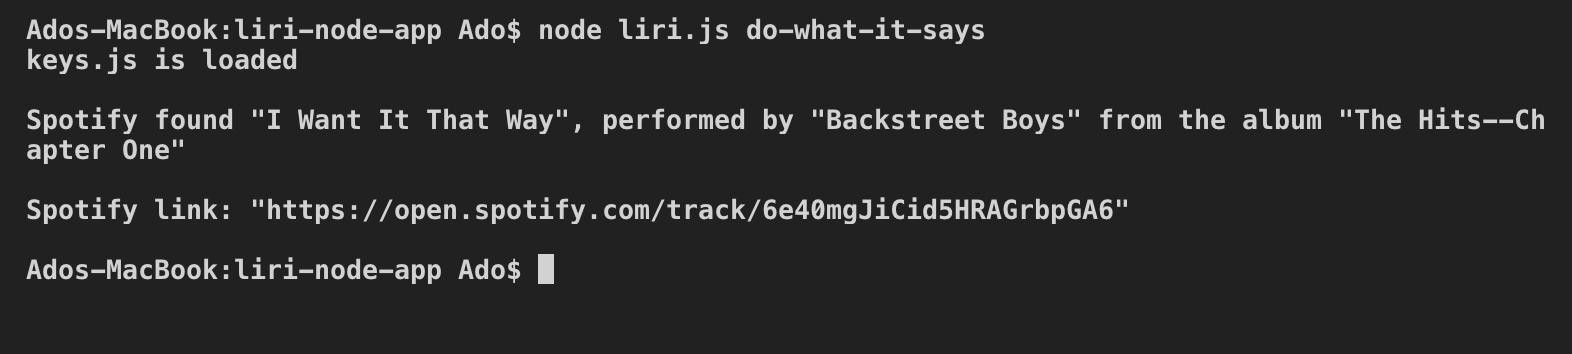 Ados-MacBook:liri-node-app Ado$ node liri.js do-what-it-says
keys.js is loaded
Spotify found "I Want It That Way", performed by "Backstreet Boys" from the album "The Hits--Ch
apter One"
Spotify link: "https://open.spotify.com/track/6e40mgJiCid5HRAGrbpGA6"
Ados-MacBook:liri-node-app Ado$